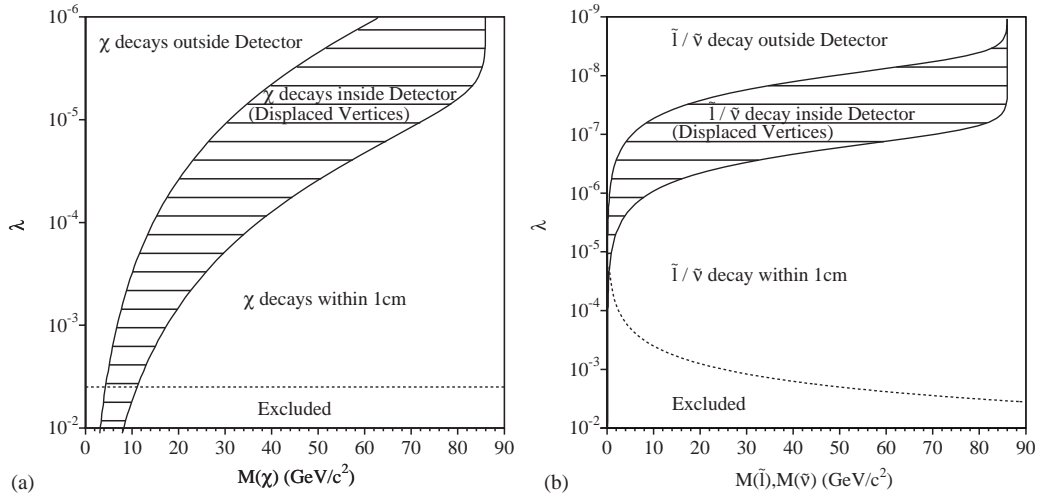 10⁻⁶
10⁻⁵
10⁻⁴
10⁻³
10⁻²
λ
χ decays outside Detector
χ decays inside Detector
(Displaced Vertices)
χ decays within 1cm
Excluded
0 10 20 30 40 50 60 70 80 90
(a)
M(χ) (GeV/c²)
10⁻⁹
10⁻⁸
10⁻⁷
10⁻⁶
10⁻⁵
10⁻⁴
10⁻³
10⁻²
λ
l̃ / ν̃ decay outside Detector
l̃ / ν̃ decay inside Detector
(Displaced Vertices)
l̃ / ν̃ decay within 1cm
Excluded
0 10 20 30 40 50 60 70 80 90
(b)
M(l̃),M(ν̃) (GeV/c²)